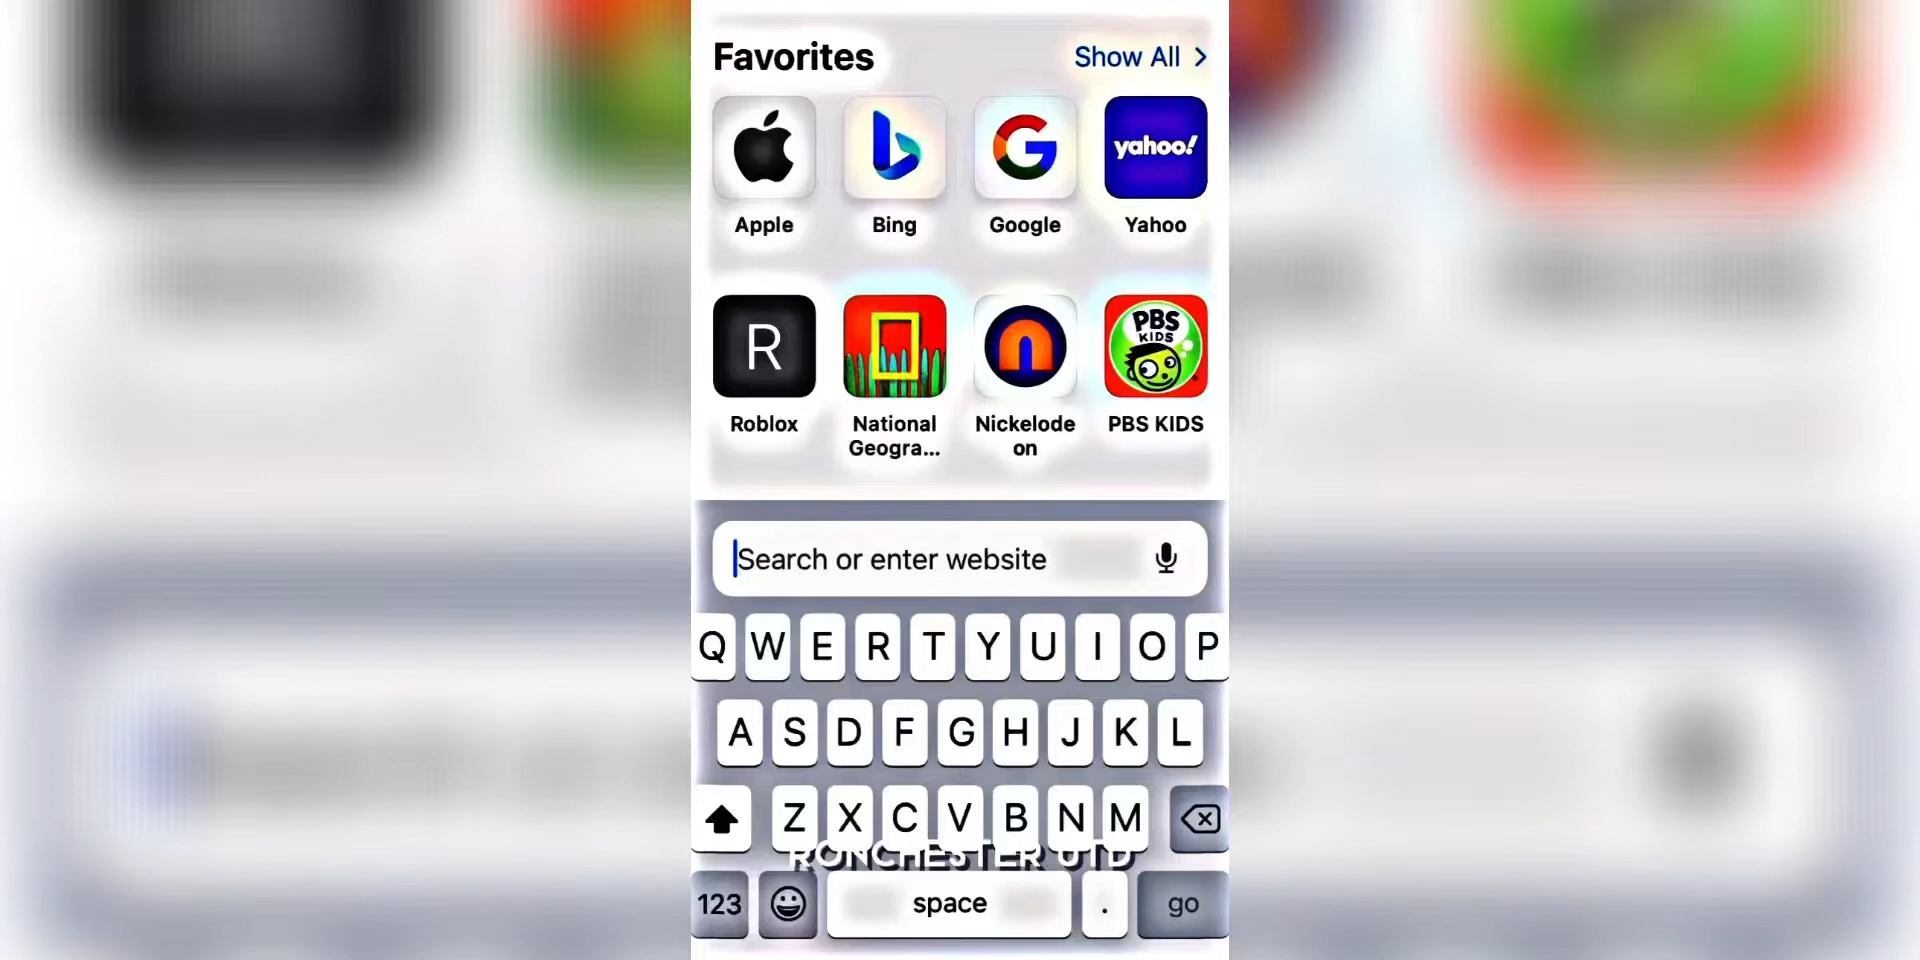 Favorites
Show All >
yahoo!
Apple
Bing
Google
Yahoo
R
PBS
KIDS
Roblox
National
Geogra...
Nickelode
on
PBS KIDS
Search or enter website
Q W E R T Y U I O P
A S D F G H J K L
Z X C V B N M
RONCHESTER UTD
123
space
.
go